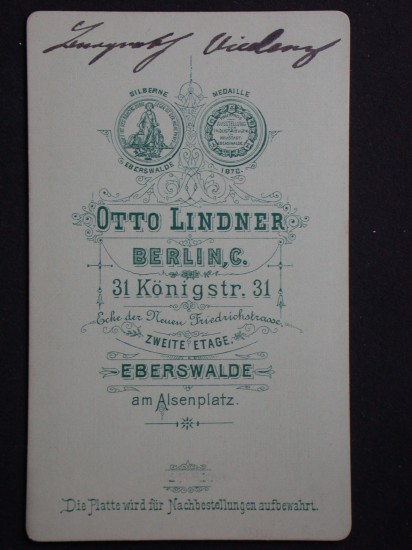 SILBERNE MEDAILLE
EBERSWALDE 1878.
OTTO LINDNER
BERLIN, C.
31 Königstr. 31
Ecke der Neuen Friedrichstrasse
ZWEITE ETAGE.
EBERSWALDE
am Alsenplatz.
Die Platte wird für Nachbestellungen aufbewahrt.